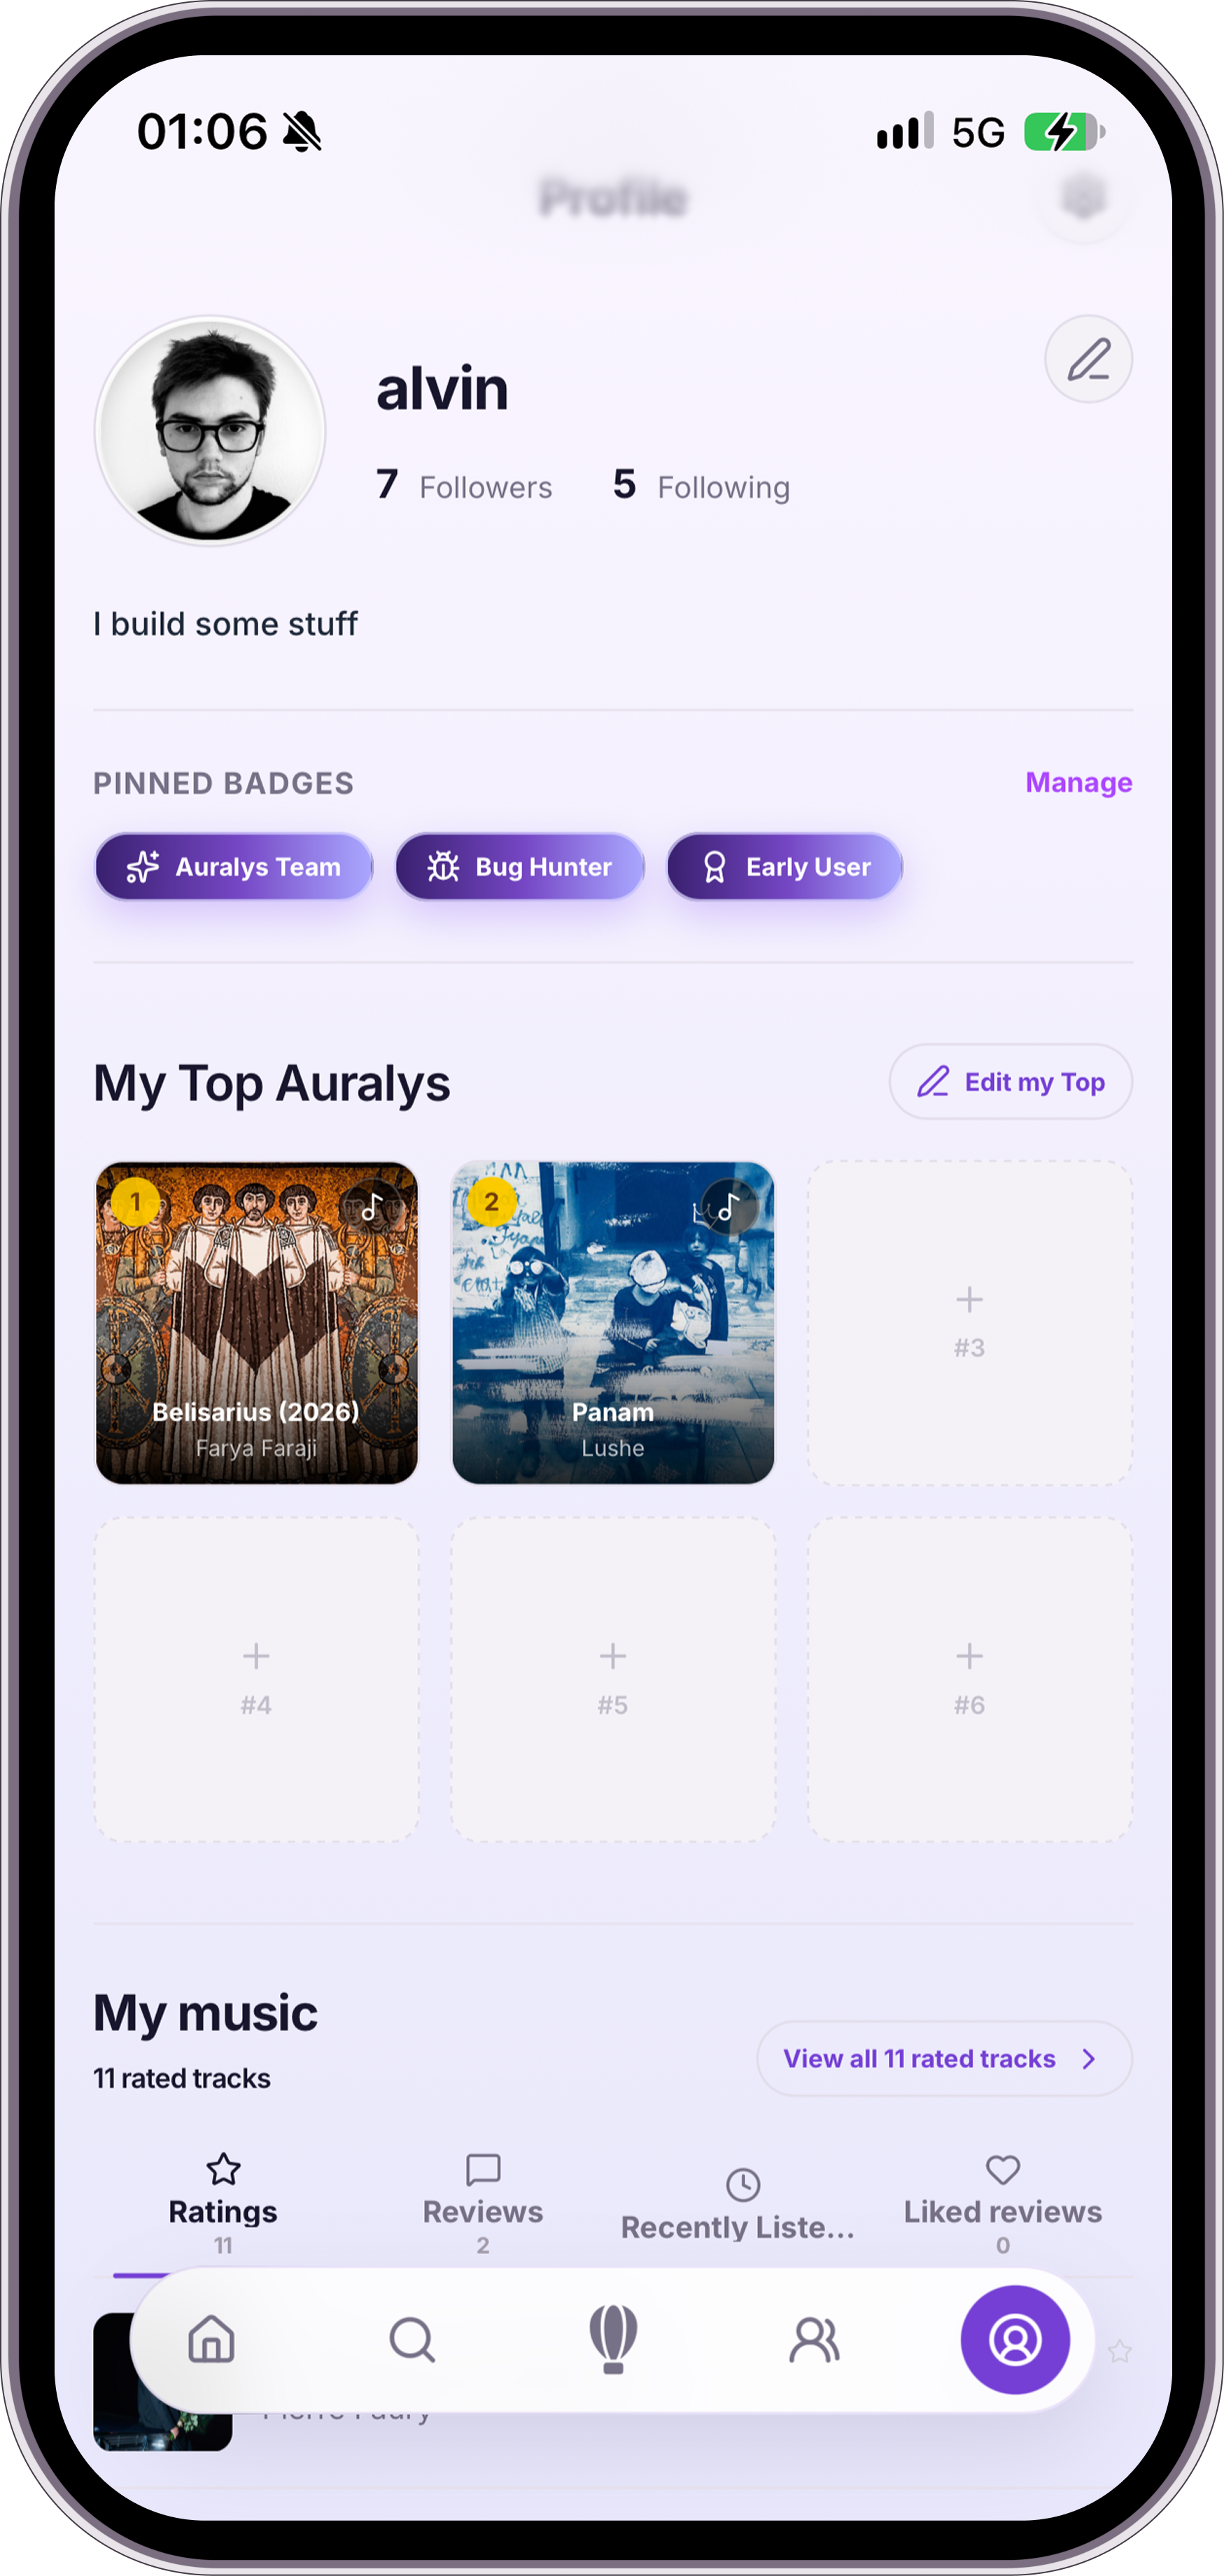 01:06 5G
Profile
alvin
7 Followers 5 Following
I build some stuff
PINNED BADGES Manage
Auralys Team Bug Hunter Early User
My Top Auralys Edit my Top
1 2
#3
Belisarius (2026) Panam
Farya Faraji Lushe
#4 #5 #6
My music
11 rated tracks View all 11 rated tracks
Ratings Reviews Recently Liste... Liked reviews
11 2 0